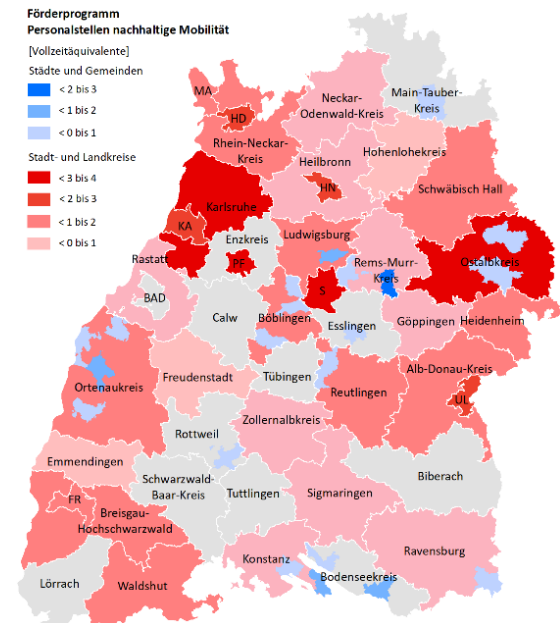 Förderprogramm
Personalstellen nachhaltige Mobilität
[Vollzeitäquivalente]
Städte und Gemeinden
< 2 bis 3
< 1 bis 2
< 0 bis 1
Stadt- und Landkreise
< 3 bis 4
< 2 bis 3
< 1 bis 2
< 0 bis 1
MA
HD
Rhein-Neckar-
Kreis
Neckar-
Odenwald-Kreis
Main-Tauber-
Kreis
Heilbronn
HN
Hohenlohekreis
Schwäbisch Hall
Karlsruhe
KA
Enzkreis
PF
Ludwigsburg
Rems-Murr-
Kreis
Ostalbkreis
Rastatt
BAD
Calw
S
Böblingen
Esslingen
Göppingen
Heidenheim
Ortenaukreis
Freudenstadt
Tübingen
Reutlingen
Alb-Donau-Kreis
UL
Rottweil
Zollernalbkreis
Emmendingen
Schwarzwald-
Baar-Kreis
Tuttlingen
Sigmaringen
Biberach
FR
Breisgau-
Hochschwarzwald
Lörrach
Waldshut
Konstanz
Bodenseekreis
Ravensburg